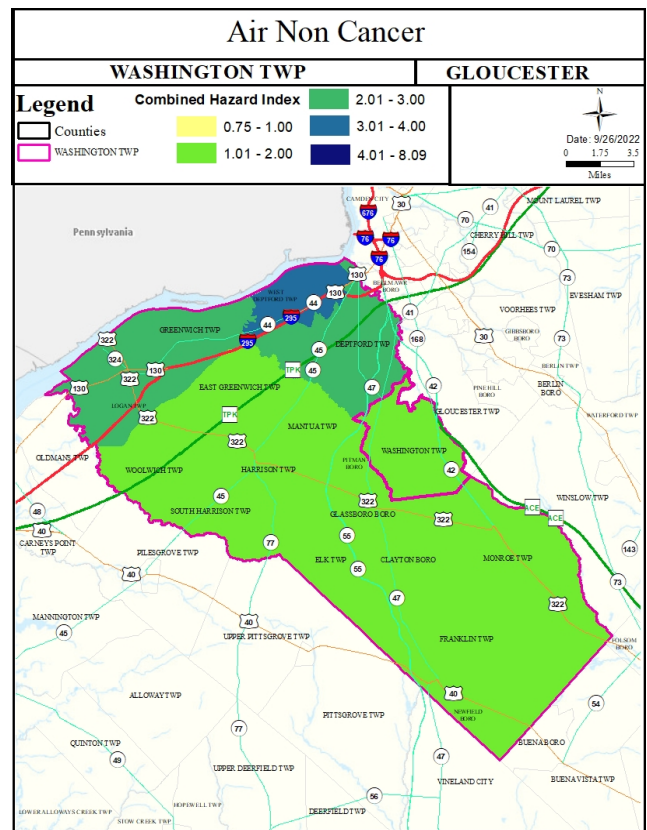 Air Non Cancer
WASHINGTON TWP
GLOUCESTER
Legend
Counties
WASHINGTON TWP
Combined Hazard Index
0.75 - 1.00
1.01 - 2.00
2.01 - 3.00
3.01 - 4.00
4.01 - 8.09
N
Date: 9/26/2022
0 1.75 3.5
Miles
CAMDEN CITY
30
41
MOUNT LAUREL TWP
676
70
Pennsylvania
76
76
CHERRY HILL TWP
154
70
76
130
BELLMAWR
BORO
73
EVESHAM TWP
WEST
DEPTFORD TWP
130
44
41
VOORHEES TWP
GREENWICH TWP
44
295
322
295
45
DEPTFORD TWP
168
30
GIBBSBORO
BORO
73
324
130
TPK
45
BERLIN TWP
322
130
EAST GREENWICH TWP
47
42
PINE HILL
BORO
BERLIN
BORO
LOGAN TWP
322
TPK
GLOUCESTER TWP
WATERFORD TWP
MANTUA TWP
322
WASHINGTON TWP
OLDMANS TWP
WOOLWICH TWP
HARRISON TWP
PITMAN
BORO
42
45
322
WINSLOW TWP
48
SOUTH HARRISON TWP
GLASSBORO BORO
322
ACE
ACE
40
CARNEYS POINT
TWP
77
55
143
PILESGROVE TWP
ELK TWP
CLAYTON BORO
MONROE TWP
40
55
73
47
322
MANNINGTON TWP
40
45
UPPER PITTSGROVE TWP
FRANKLIN TWP
FOLSOM
BORO
ALLOWAY TWP
40
54
PITTSGROVE TWP
NEWFIELD
BORO
77
QUINTON TWP
BUENA BORO
49
47
UPPER DEERFIELD TWP
VINELAND CITY
BUENA VISTA TWP
56
HOPEWELL TWP
LOWER ALLOWAYS CREEK TWP
DEERFIELD TWP
STOW CREEK TWP